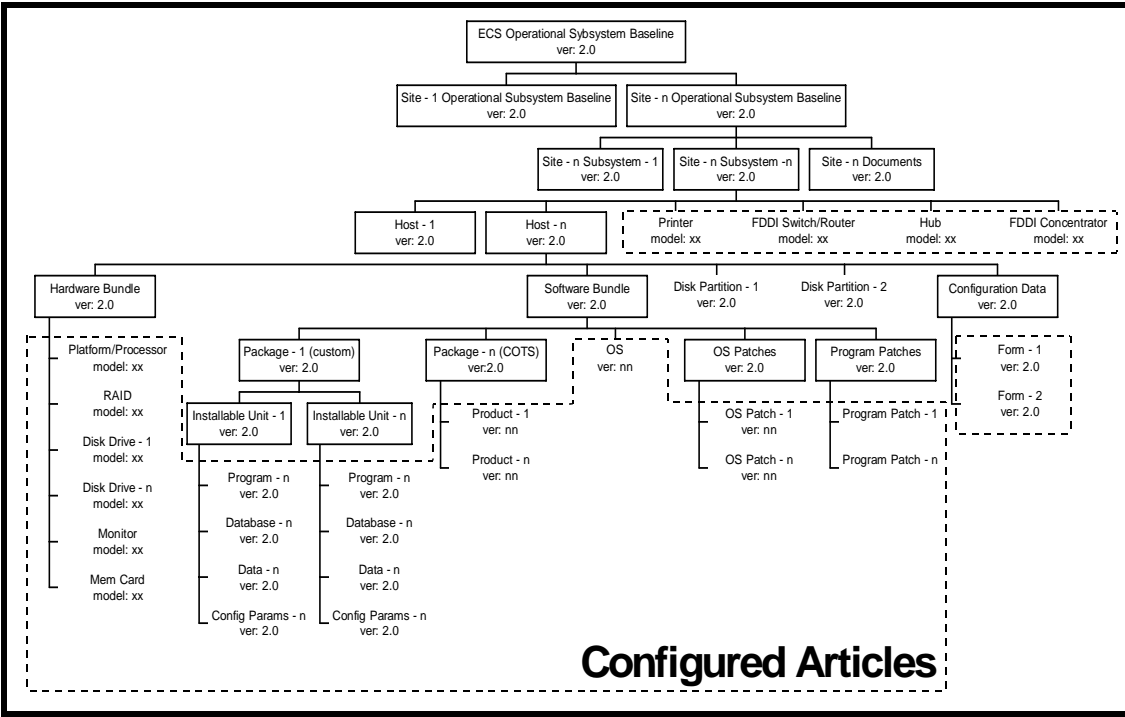 ECS Operational Sybsystem Baseline
ver: 2.0
Site - 1 Operational Subsystem Baseline
ver: 2.0
Site - n Operational Subsystem Baseline
ver: 2.0
Site - n Subsystem - 1
ver: 2.0
Site - n Subsystem -n
ver: 2.0
Site - n Documents
ver: 2.0
Host - 1
ver: 2.0
Host - n
ver: 2.0
Printer
model: xx
FDDI Switch/Router
model: xx
Hub
model: xx
FDDI Concentrator
model: xx
Hardware Bundle
ver: 2.0
Software Bundle
ver: 2.0
Disk Partition - 1
ver: 2.0
Disk Partition - 2
ver: 2.0
Configuration Data
ver: 2.0
Platform/Processor
model: xx
RAID
model: xx
Disk Drive - 1
model: xx
Disk Drive - n
model: xx
Monitor
model: xx
Mem Card
model: xx
Package - 1 (custom)
ver: 2.0
Package - n (COTS)
ver:2.0
OS
ver: nn
OS Patches
ver: 2.0
Program Patches
ver: 2.0
Form - 1
ver: 2.0
Form - 2
ver: 2.0
Installable Unit - 1
ver: 2.0
Installable Unit - n
ver: 2.0
Product - 1
ver: nn
Product - n
ver: nn
OS Patch - 1
ver: nn
OS Patch - n
ver: nn
Program Patch - 1
Program Patch - n
Program - n
ver: 2.0
Database - n
ver: 2.0
Data - n
ver: 2.0
Config Params - n
ver: 2.0
Program - n
ver: 2.0
Database - n
ver: 2.0
Data - n
ver: 2.0
Config Params - n
ver: 2.0
Configured Articles